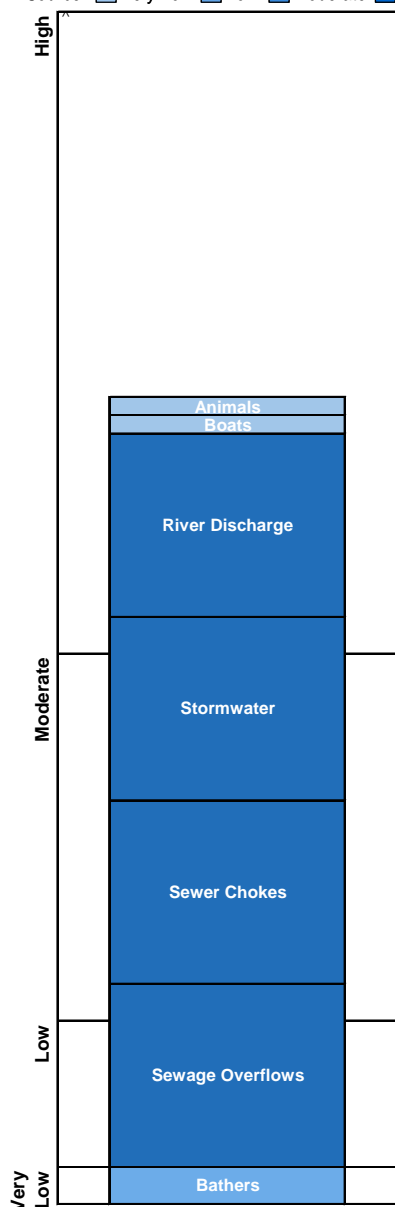 High
Animals
Boats
River Discharge
Moderate
Stormwater
Sewer Chokes
Low
Sewage Overflows
Very
Low
Bathers